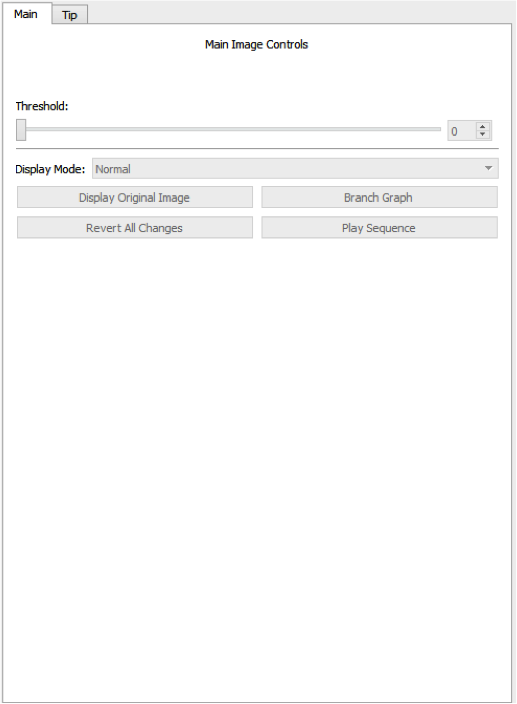 Main Tip
Main Image Controls
Threshold:
0
Display Mode: Normal
Display Original Image Branch Graph
Revert All Changes Play Sequence